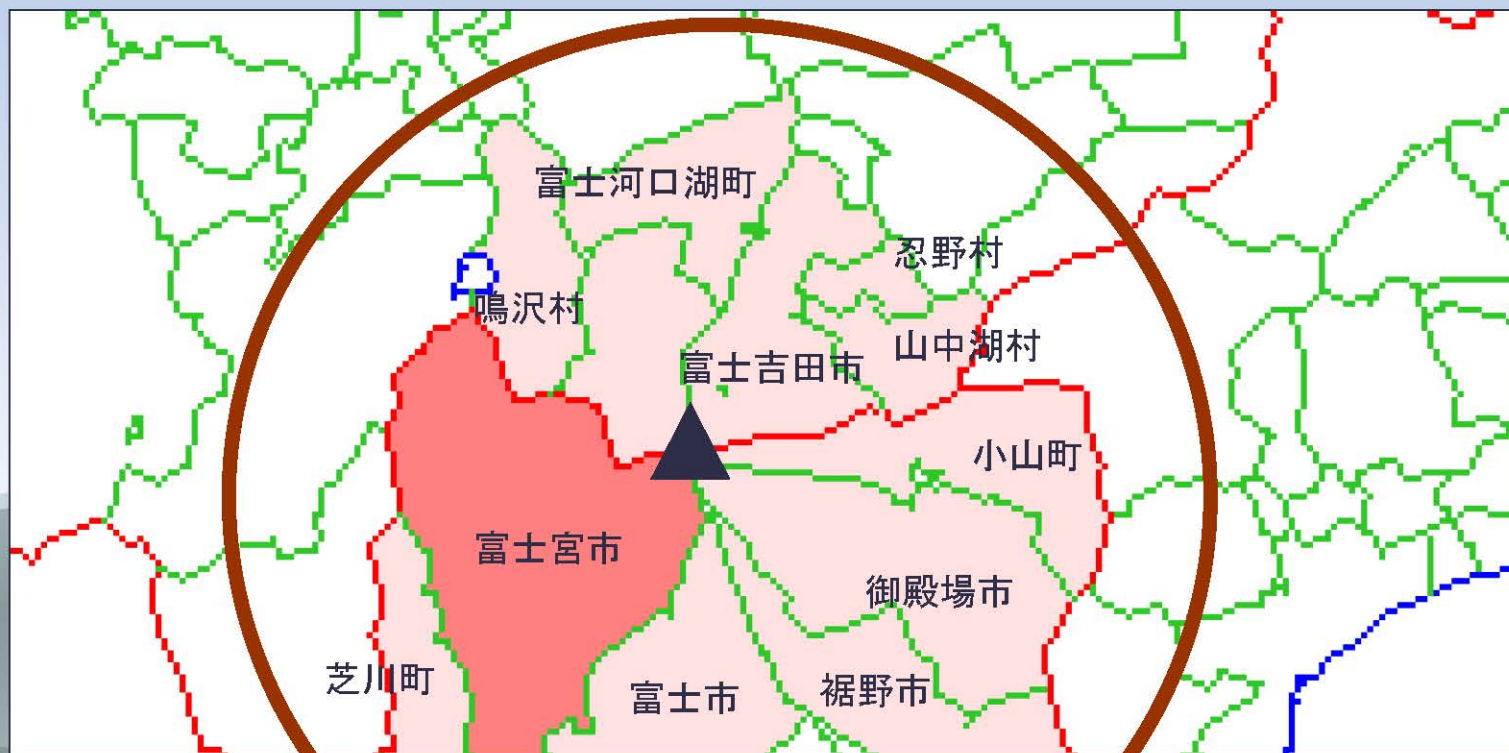 富士河口湖町
忍野村
鳴沢村
山中湖村
富士吉田市
小山町
富士宮市
御殿場市
芝川町
富士市
裾野市